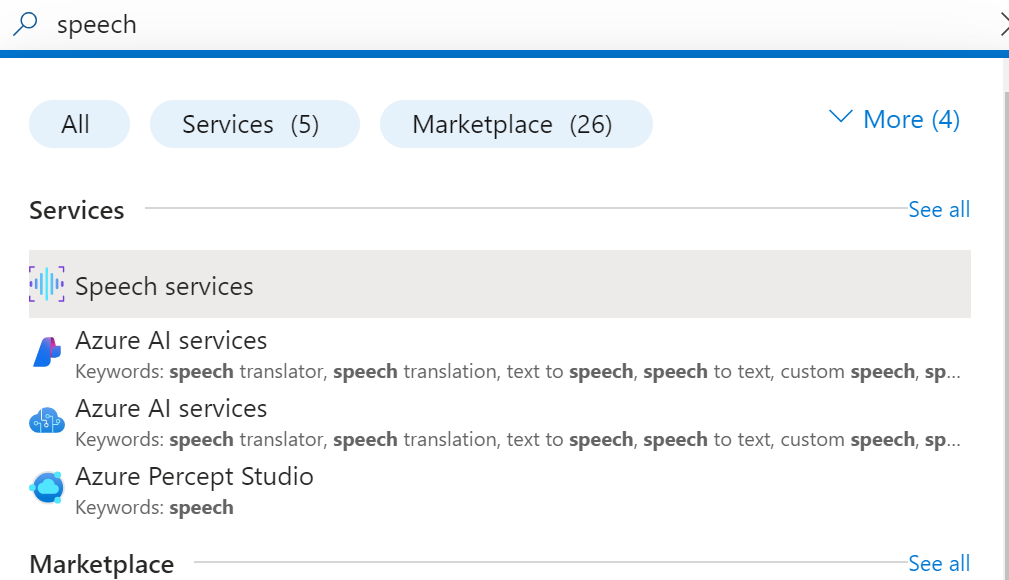 speech
All Services (5) Marketplace (26) More (4)
Services See all
Speech services
Azure AI services
Keywords: speech translator, speech translation, text to speech, speech to text, custom speech, sp...
Azure AI services
Keywords: speech translator, speech translation, text to speech, speech to text, custom speech, sp...
Azure Percept Studio
Keywords: speech
Marketplace See all